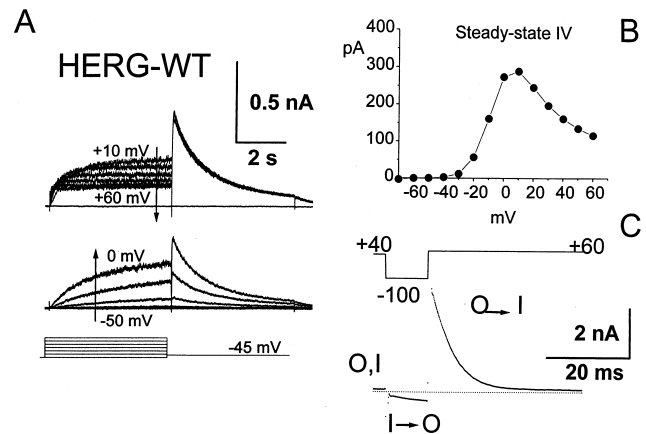 A
HERG-WT
0.5 nA
2 s
+10 mV
+60 mV
0 mV
-50 mV
-45 mV
B
Steady-state IV
pA
400
300
200
100
0
-60 -40 -20 0 20 40 60
mV
C
+40
+60
-100
O → I
2 nA
20 ms
O,I
I → O